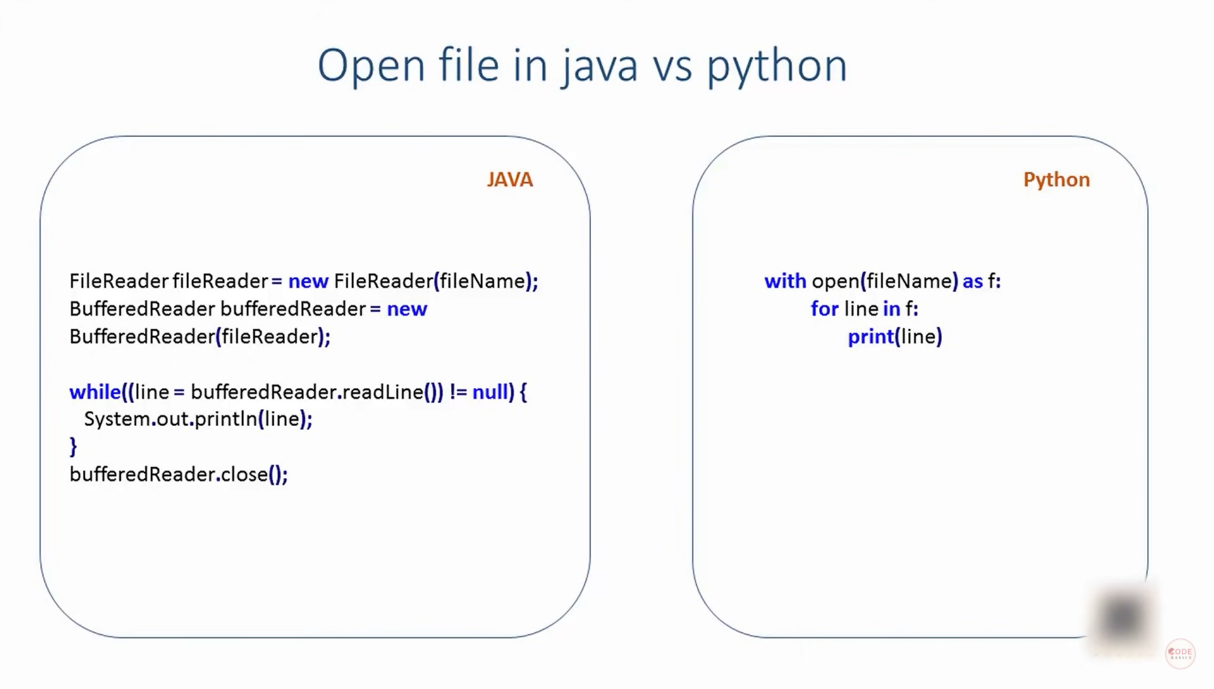 Open file in java vs python
JAVA
FileReader fileReader = new FileReader(fileName);
BufferedReader bufferedReader = new
BufferedReader(fileReader);
while((line = bufferedReader.readLine()) != null) {
System.out.println(line);
}
bufferedReader.close();
Python
with open(fileName) as f:
for line in f:
print(line)
CODE
BASICS